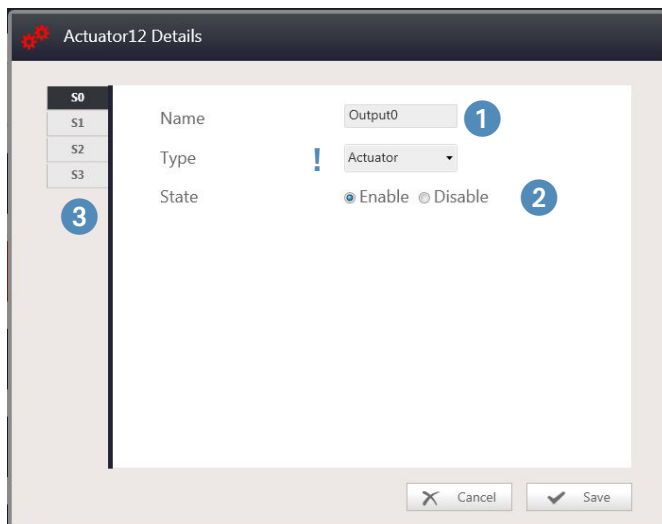 Actuator12 Details
S0
S1
S2
S3
3
Name
Output0
1
Type
!
Actuator
State
Enable
Disable
2
Cancel
Save